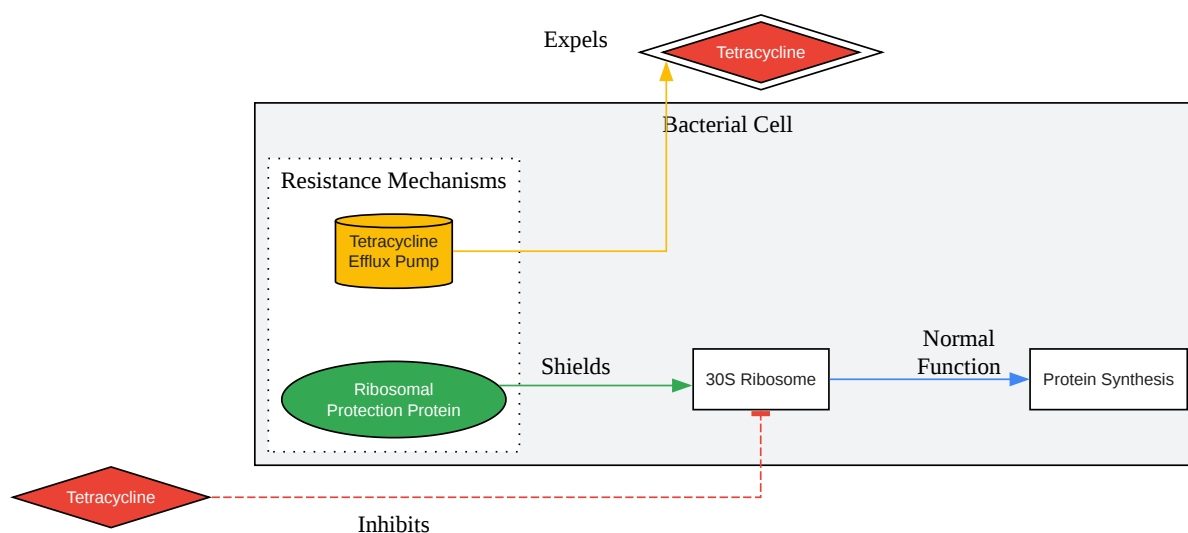 Expels
Tetracycline
Bacterial Cell
Resistance Mechanisms
Tetracycline
Efflux Pump
Normal
Function
Shields
30S Ribosome
Protein Synthesis
Ribosomal
Protection Protein
Tetracycline
Inhibits